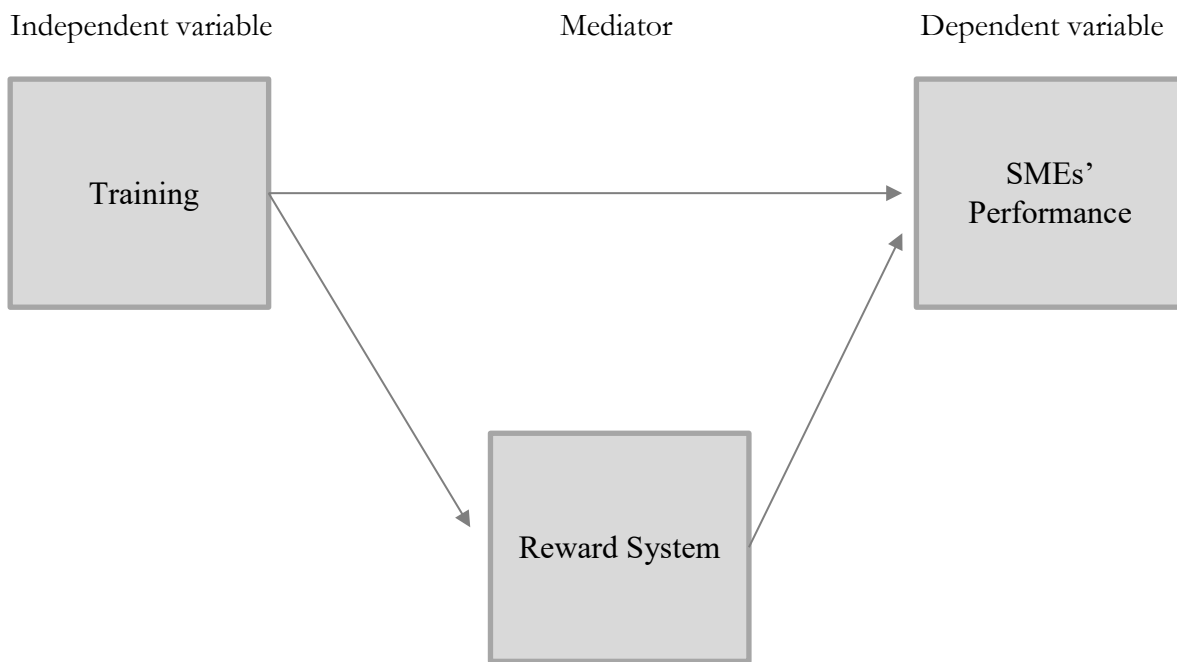 Independent variable
Mediator
Dependent variable
Training
SMEs’
Performance
Reward System